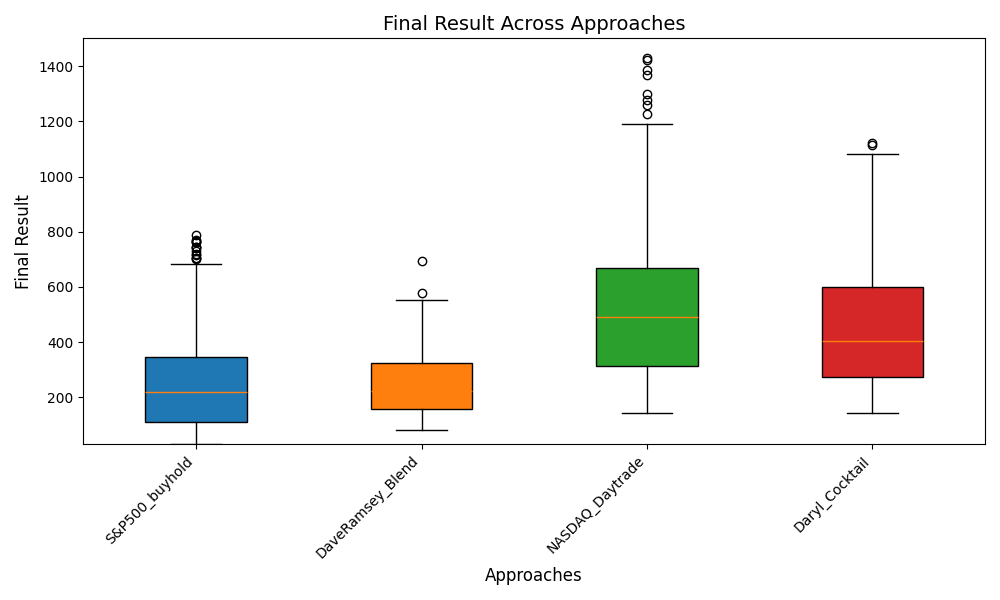 Final Result Across Approaches
Final Result
1400
1200
1000
800
600
400
200
S&P500_buyhold
DaveRamsey_Blend
NASDAQ_Daytrade
Daryl_Cocktail
Approaches